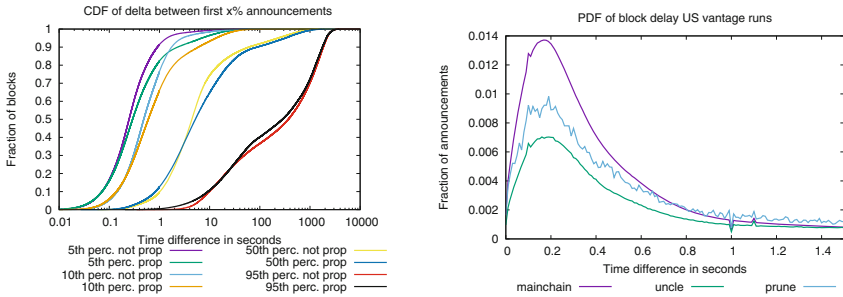 CDF of delta between first x% announcements
Fraction of blocks
1
0.9
0.8
0.7
0.6
0.5
0.4
0.3
0.2
0.1
0
0.01 0.1 1 10 100 1000 10000
Time difference in seconds
5th perc. not prop
5th perc. prop
10th perc. not prop
10th perc. prop
50th perc. not prop
50th perc. prop
95th perc. not prop
95th perc. prop
PDF of block delay US vantage runs
Fraction of announcements
0.014
0.012
0.01
0.008
0.006
0.004
0.002
0
0 0.2 0.4 0.6 0.8 1 1.2 1.4
Time difference in seconds
mainchain uncle prune